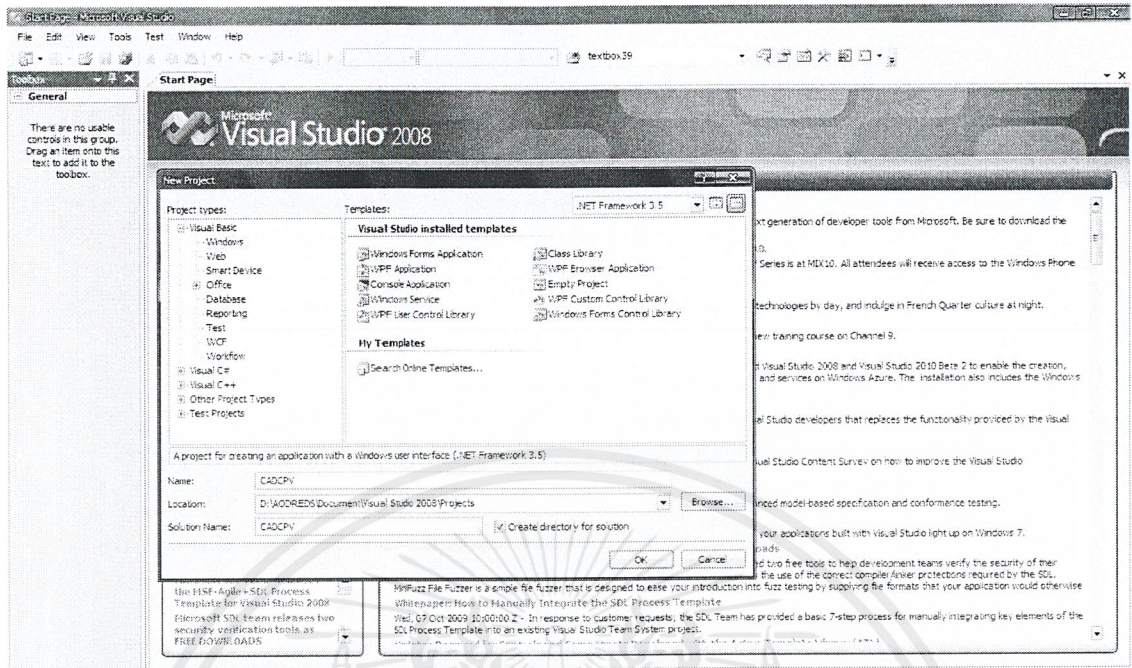 Start Page - Microsoft Visual Studio
File Edit View Tools Test Window Help
textbox39
Toolbox
Start Page
General
There are no usable
controls in this group.
Drag an item onto this
text to add it to the
toolbox.
Microsoft
Visual Studio 2008
New Project
Project types:
Templates:
.NET Framework 3.5
Visual Basic
Windows
Web
Smart Device
Office
Database
Reporting
Test
WCF
Workflow
Visual C#
Visual C++
Other Project Types
Test Projects
Visual Studio installed templates
Windows Forms Application
Class Library
WPF Application
WPF Browser Application
Console Application
Empty Project
Windows Service
WPF Custom Control Library
WPF User Control Library
Windows Forms Control Library
My Templates
Search Online Templates...
A project for creating an application with a Windows user interface (.NET Framework 3.5)
Name: CADCPV
Location: D:\AODREDS\Document\Visual Studio 2008\Projects
Browse...
Solution Name: CADCPV
Create directory for solution
OK Cancel
xt generation of developer tools from Microsoft. Be sure to download the
Series is at MIX10. All attendees will receive access to the Windows Phone
technologies by day, and indulge in French Quarter culture at night.
ew training course on Channel 9.
Visual Studio 2008 and Visual Studio 2010 Beta 2 to enable the creation,
and services on Windows Azure. The installation also includes the Windows
al Studio developers that replaces the functionality provided by the Visual
ual Studio Content Survey on how to improve the Visual Studio
nced model-based specification and conformance testing.
your applications built with Visual Studio light up on Windows 7.
oads
ed two free tools to help development teams verify the security of their
the use of the correct compiler/linker protections required by the SDL.
MiniFuzz File Fuzzer is a simple file fuzzer that is designed to ease your introduction into fuzz testing by supplying file formats that your application would otherwise
Whitepaper: How to Manually Integrate the SDL Process Template
Wed, 07 Oct 2009 10:00:00 Z - In response to customer requests, the SDL Team has provided a basic 7-step process for manually integrating key elements of the
SDL Process Template into an existing Visual Studio Team System project.
the MSF-Agile+SDL Process
Template for Visual Studio 2008
Microsoft SDL team releases two
security verification tools as
FREE DOWNLOADS